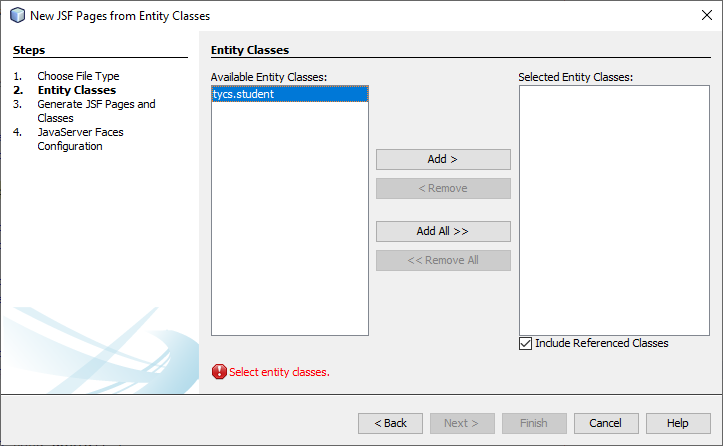 New JSF Pages from Entity Classes
Steps
1. Choose File Type
2. Entity Classes
3. Generate JSF Pages and
Classes
4. JavaServer Faces
Configuration
Entity Classes
Available Entity Classes:
tycs.student
Add >
< Remove
Add All >>
<< Remove All
Selected Entity Classes:
Include Referenced Classes
Select entity classes.
< Back
Next >
Finish
Cancel
Help